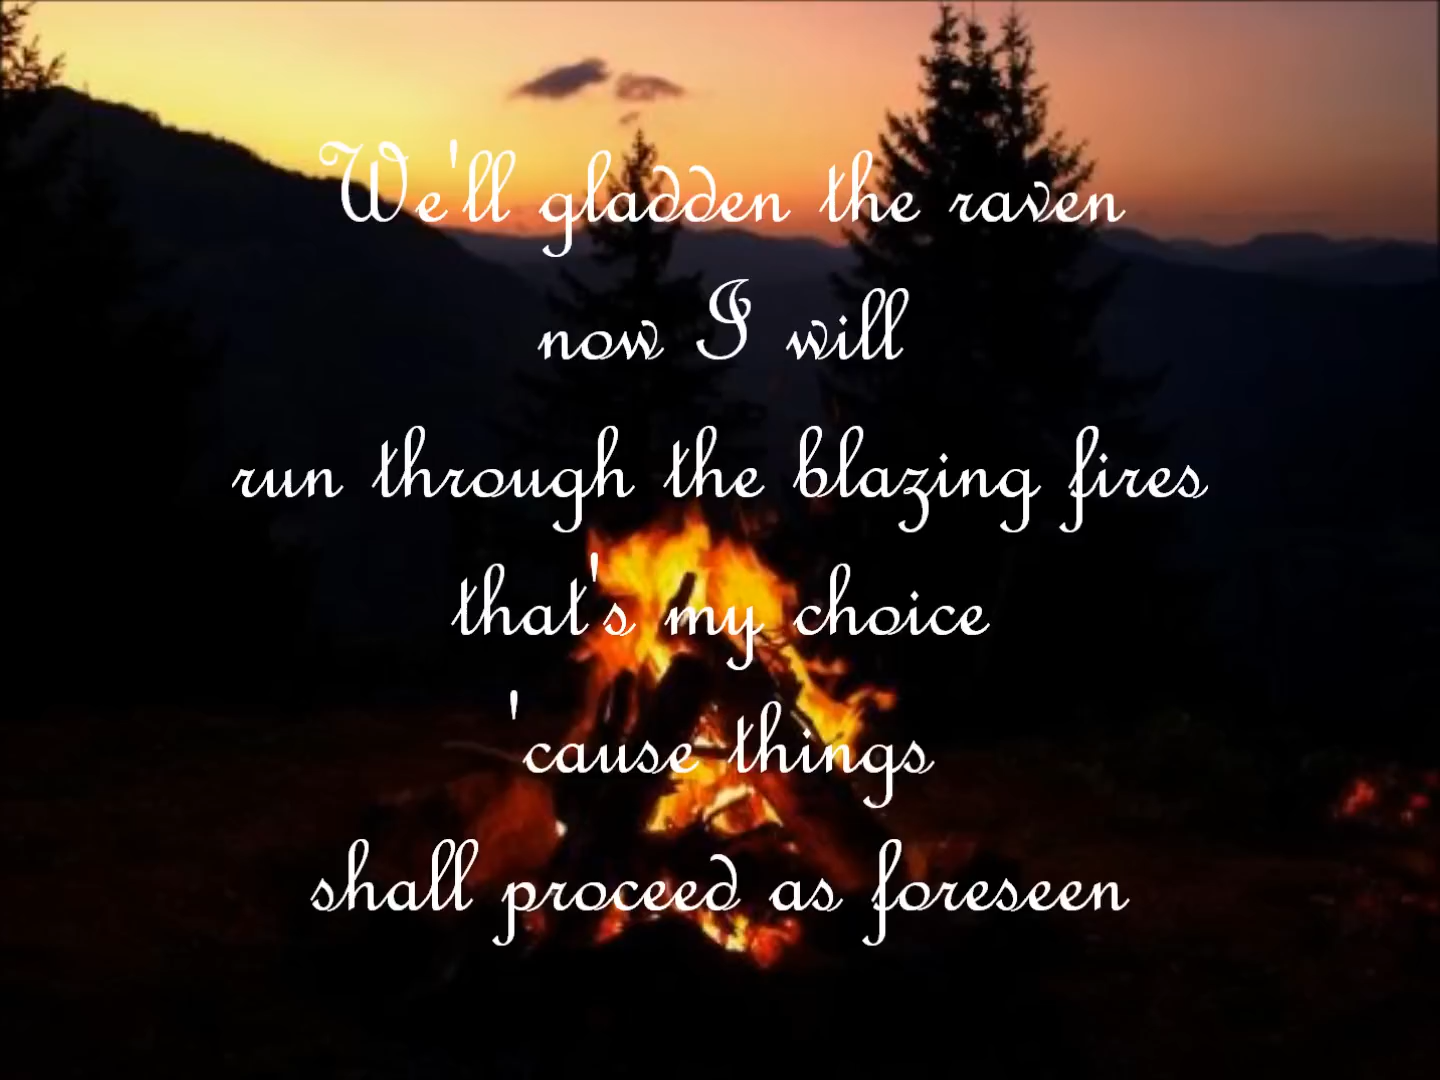 We'll gladden the raven
now I will
run through the blazing fires
that's my choice
'cause things
shall proceed as foreseen